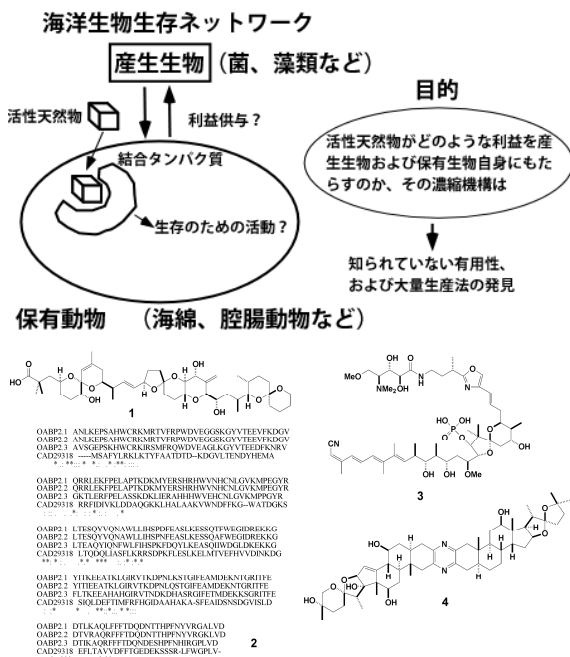 海洋生物生存ネットワーク
産生生物（菌、藻類など）
活性天然物
利益供与？
結合タンパク質
生存のための活動？
保有動物 （海綿、腔腸動物など）
目的
活性天然物がどのような利益を産
生生物および保有生物自身にもた
らすのか、その濃縮機構は
知られていない有用性、
および大量生産法の発見
1
OABP2.1 ANLKEPSAHWCRKMRTVFRPWDVEGGSKGYVTEEVFKDGV
OABP2.2 ANLKEPSAHWCRKMRTVFRPWDVEGGSKGYVTEEVFKDGV
OABP2.3 AVSGEPSKHWCRKIRSMFRQWDVEAGLKGYVTEEDFKNRV
CAD29318 -----MSAFYLRKLKTYFAATDTD--KDGVLTENDYHEMA
OABP2.1 QRRLEKFPELAPTKDKMYERSHRHWVNHCNLGVKMPEGYR
OABP2.2 QRRLEKFPELAPTKDKMYERSHRHWVNHCNLGVKMPEGYR
OABP2.3 GKTLERFPELASSKDKLIERAHHHWVEHCNLGVKMPPGYR
CAD29318 RRFIDIVKLDDAQGKKLHALAAKVWNDFFKG--WATDGKS
OABP2.1 LTESQVVQNAWLLIHSPDFEASLKESSQTFWEGIDREKKG
OABP2.2 LTESQYVQNAWLLIHSPNFEASLKESSQAFWEGIDREKKG
OABP2.3 LTEAQYIQNFWLFIHSPKFDQYLKEASQIIWDGLDKEKKG
CAD29318 LTQDQLIASFLKRRSDPKFLESLKELMTVEFHVVDINKDG
OABP2.1 YITKEEATKLGIRVTKDPNLKSTGIFEAMDEKNTGRITFE
OABP2.2 YITIEEATKLGIRVTKDPNLQSTGIFEAMDEKNTGRITFE
OABP2.3 FLTKEEAHAHGIRVTNDKDHASRGIFETMDEKKSGRITFE
CAD29318 SIQLDEFTIMFRFHGIDAAHAKA-SFEAIDSNSDGVISLD
OABP2.1 DTLKAQLFFFTDQDNTTHPFNYVRGALVD
OABP2.2 DTVRAQRFFFTDQDNTTHPFNYVRGKLVD
OABP2.3 DTIKAQRFFFTDQNDESHPFNHIRGPLVD
CAD29318 EFLTAVVDFFTGEDEKSSSR-LFWGPLV-
2
3
4